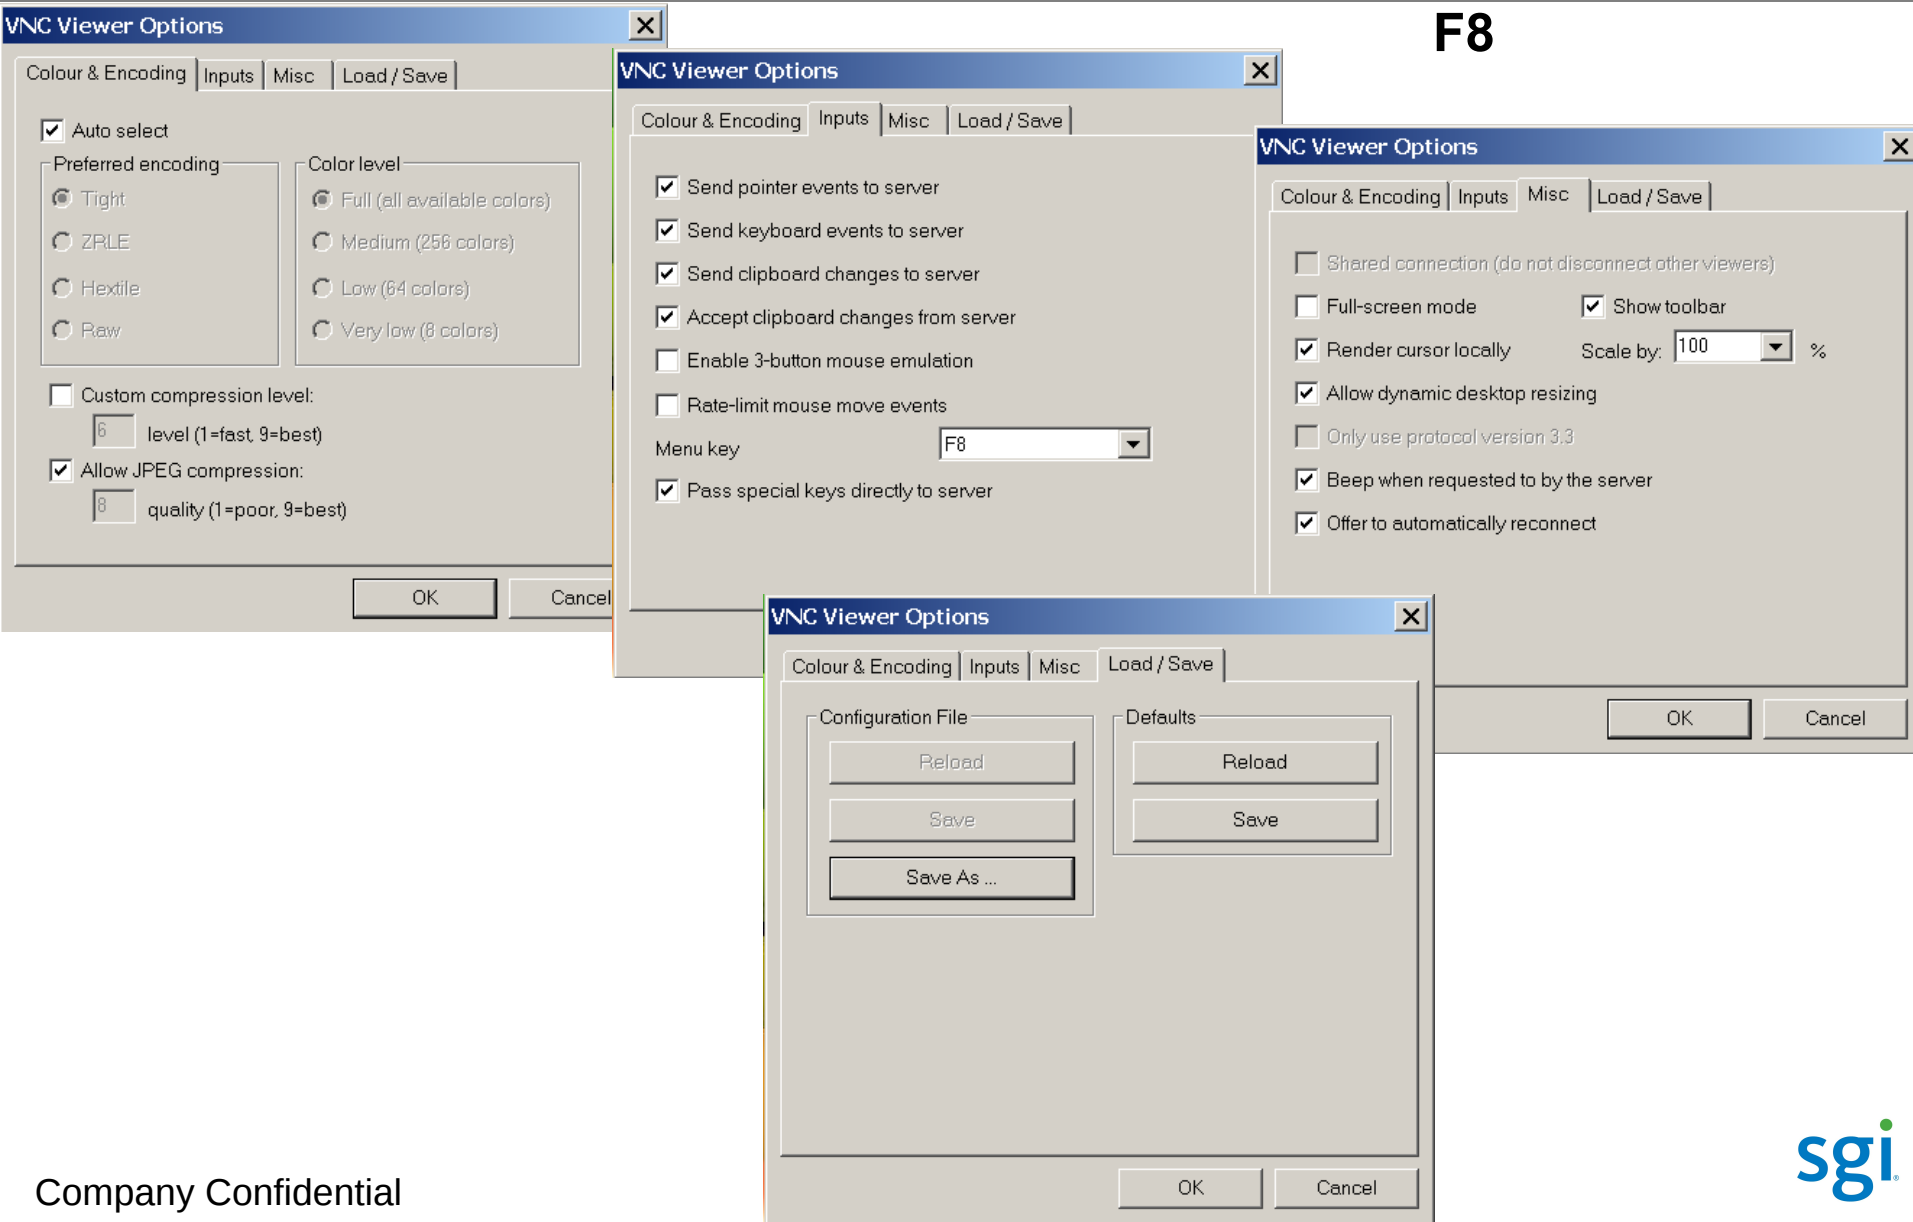 F8
VNC Viewer Options
Colour & Encoding Inputs Misc Load / Save
Auto select
Preferred encoding
Tight
ZRLE
Hextile
Raw
Color level
Full (all available colors)
Medium (256 colors)
Low (64 colors)
Very low (8 colors)
Custom compression level:
6 level (1=fast, 9=best)
Allow JPEG compression:
8 quality (1=poor, 9=best)
OK Cancel
VNC Viewer Options
Colour & Encoding Inputs Misc Load / Save
Send pointer events to server
Send keyboard events to server
Send clipboard changes to server
Accept clipboard changes from server
Enable 3-button mouse emulation
Rate-limit mouse move events
Menu key F8
Pass special keys directly to server
VNC Viewer Options
Colour & Encoding Inputs Misc Load / Save
Shared connection (do not disconnect other viewers)
Full-screen mode Show toolbar
Render cursor locally Scale by: 100 %
Allow dynamic desktop resizing
Only use protocol version 3.3
Beep when requested to by the server
Offer to automatically reconnect
OK Cancel
VNC Viewer Options
Colour & Encoding Inputs Misc Load / Save
Configuration File
Reload
Save
Save As ...
Defaults
Reload
Save
OK Cancel
Company Confidential
sgi